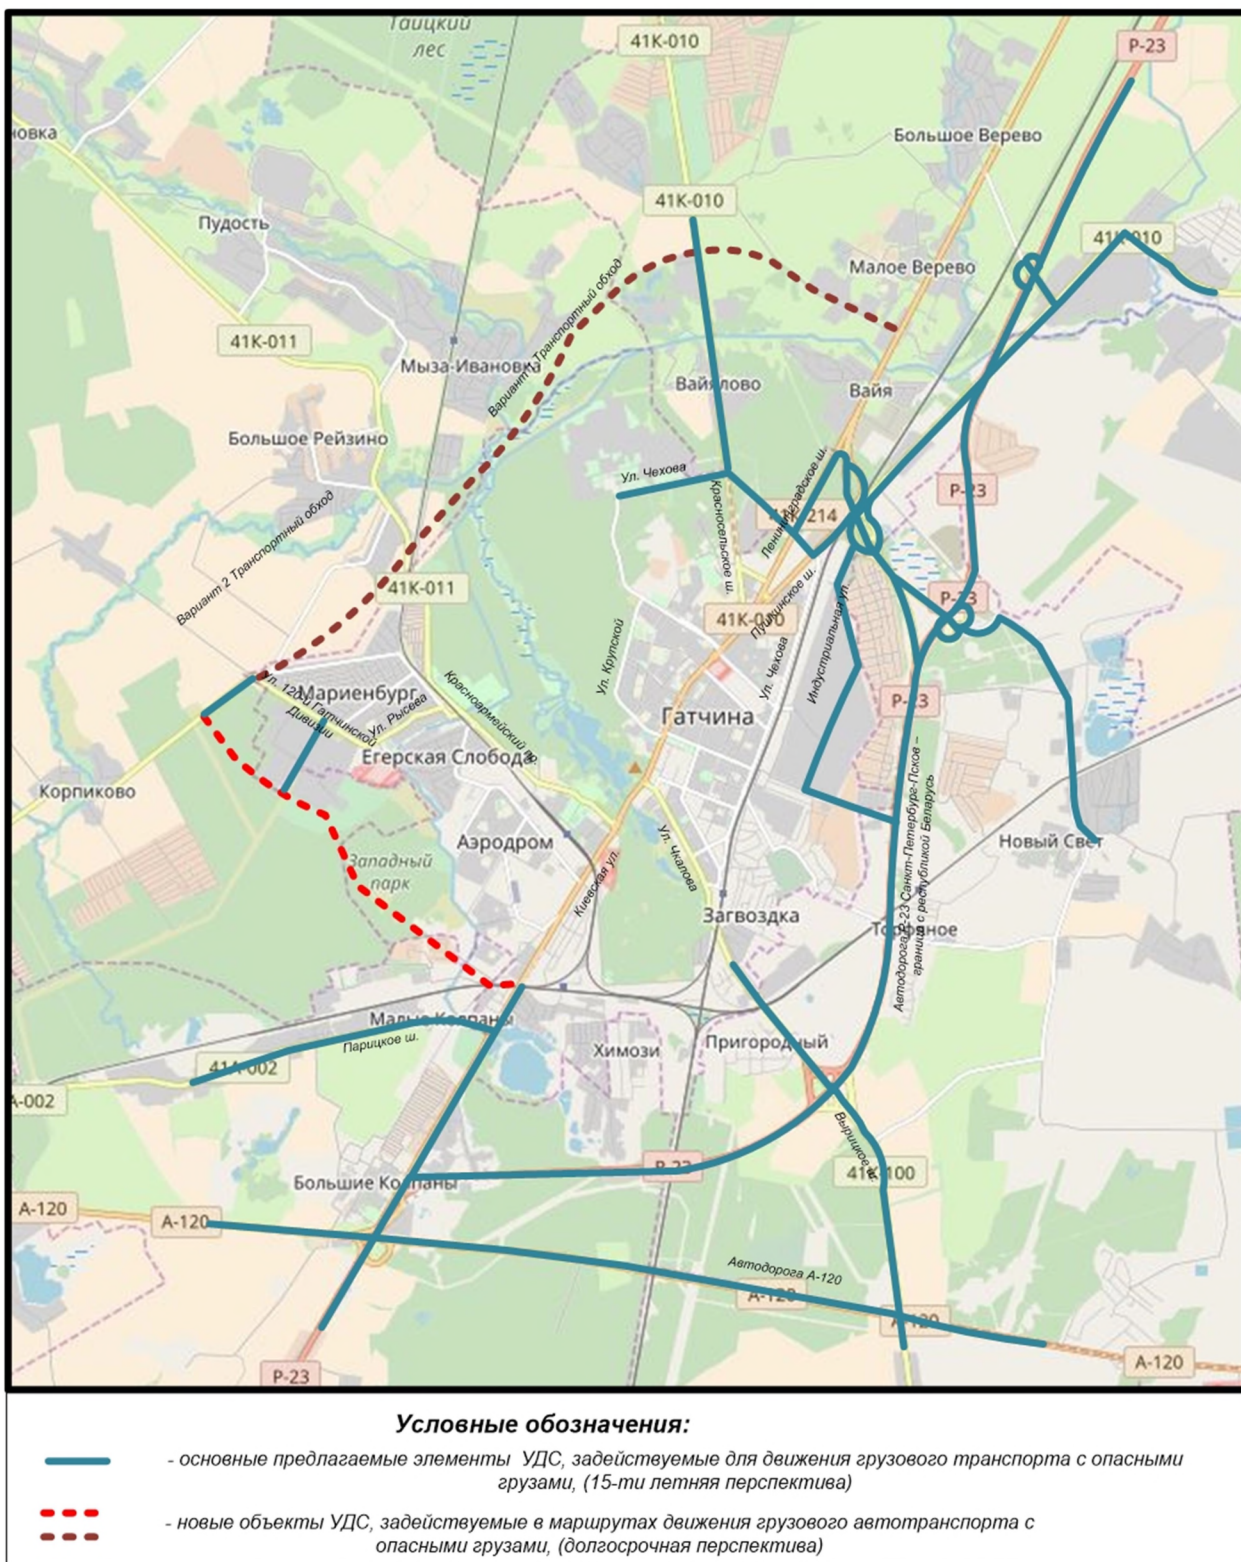 Таицкий
лес
41К-010
Р-23
новка
Большое Верево
41К-010
Пудость
41К-010
Малое Верево
41К-011
Вариант 1 Транспортный обход
Мыза-Ивановка
Вайялово
Вайя
Большое Рейзино
Ул. Чехова
Красносельское ш.
Ленинградское ш.
Р-23
41К-214
Вариант 2 Транспортный обход
41К-011
Р-23
41К-010
Пушкинское ш.
Индустриальная ул.
Ул. Крупской
Ул. Чехова
Мариенбург
Ул. 120-й Гатчинской
Дивизии
Ул. Рысева
Красноармейский пр.
Р-23
Гатчина
Егерская Слобода
Корпиково
Аэродром
Западный
парк
Киевская ул.
Ул. Чкалова
Новый Свет
Автодорога Р-23 Санкт-Петербург-Псков –
граница с республикой Беларусь
Загвоздка
Торфяное
Малые Колпаны
Парицкое ш.
Химози
Пригородный
41А-002
А-002
Вырицкое ш.
Р-23
41К-100
Большие Колпаны
А-120
А-120
Автодорога А-120
А-120
А-120
А-120
Р-23
Условные обозначения:
- основные предлагаемые элементы УДС, задействуемые для движения грузового транспорта с опасными
грузами, (15-ти летняя перспектива)
- новые объекты УДС, задействуемые в маршрутах движения грузового автотранспорта с
опасными грузами, (долгосрочная перспектива)